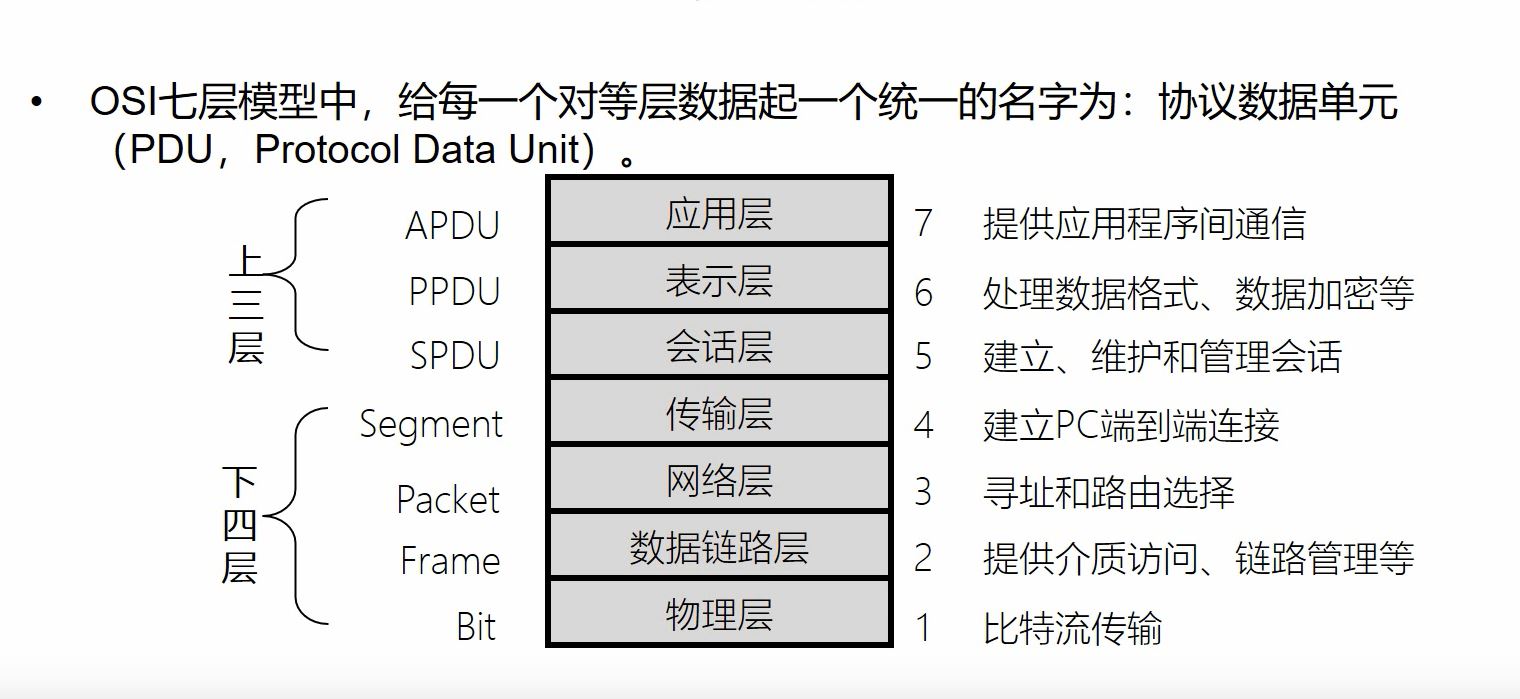 • OSI七层模型中，给每一个对等层数据起一个统一的名字为：协议数据单元
（PDU，Protocol Data Unit）。
上三层
APDU 应用层 7 提供应用程序间通信
PPDU 表示层 6 处理数据格式、数据加密等
SPDU 会话层 5 建立、维护和管理会话
下四层
Segment 传输层 4 建立PC端到端连接
Packet 网络层 3 寻址和路由选择
Frame 数据链路层 2 提供介质访问、链路管理等
Bit 物理层 1 比特流传输